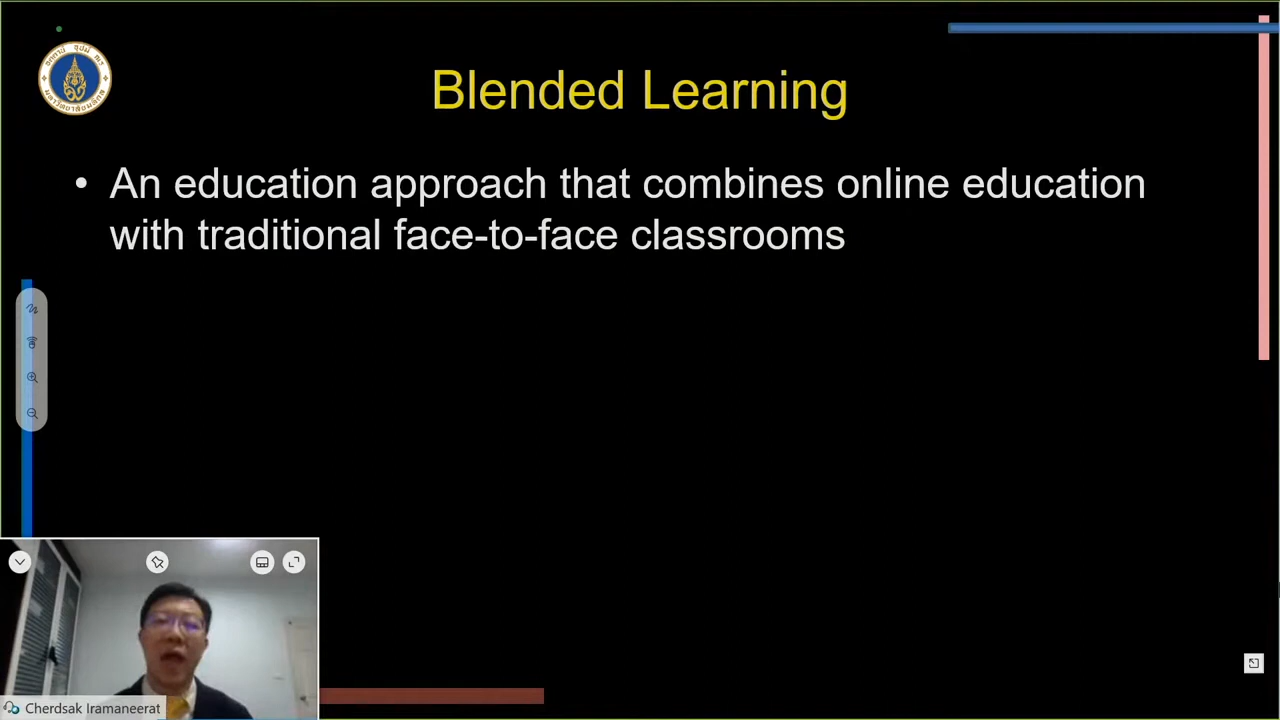 Blended Learning
• An education approach that combines online education
with traditional face-to-face classrooms
Cherdsak Iramaneerat